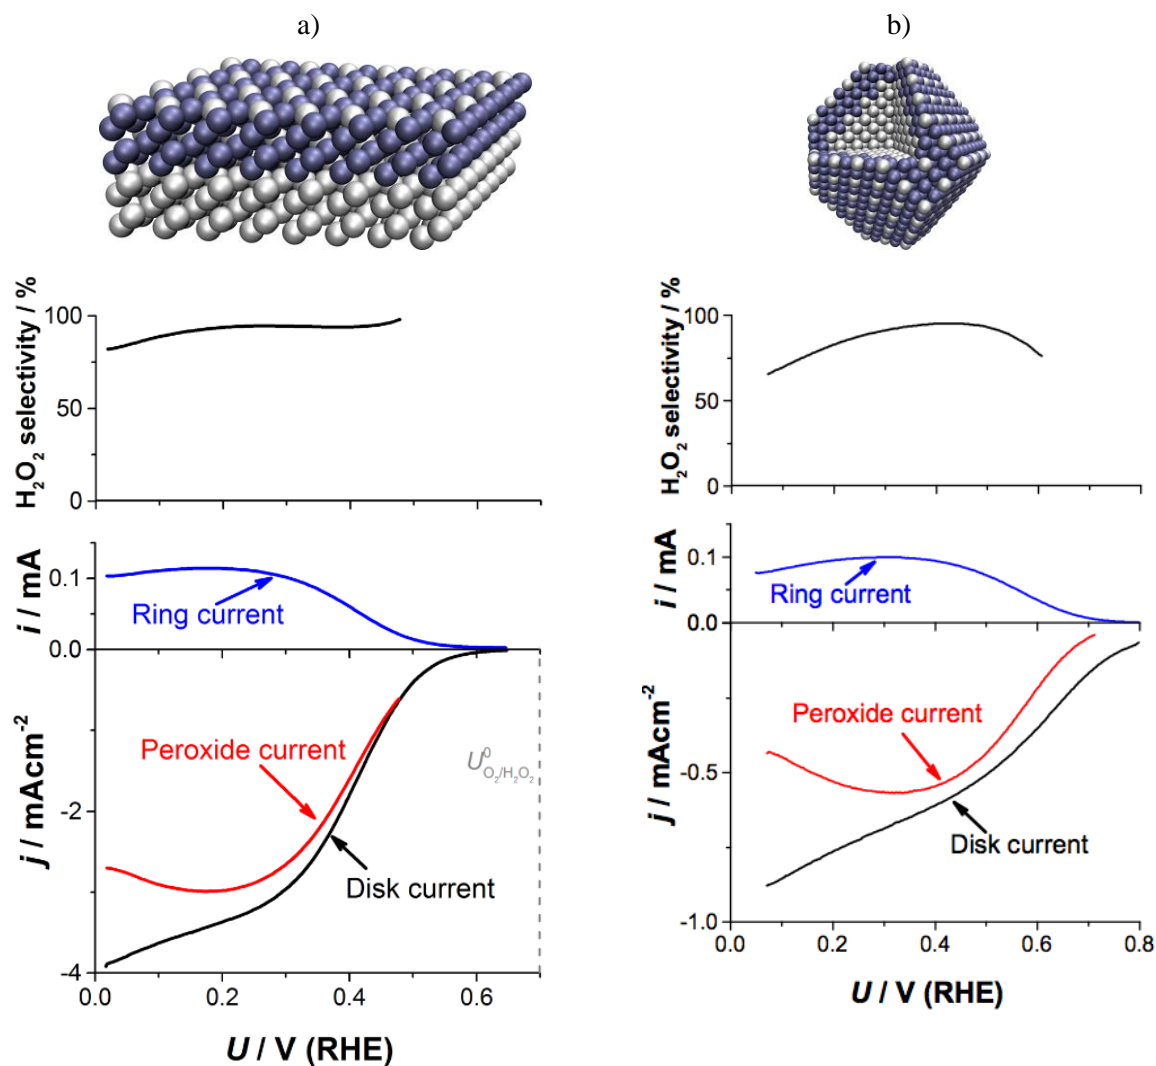 a)
H₂O₂ selectivity / %
100
50
0
i / mA
0.1
0.0
Ring current
j / mAcm⁻²
Peroxide current
U⁰O₂/H₂O₂
Disk current
-2
-4
0.0 0.2 0.4 0.6
U / V (RHE)
b)
H₂O₂ selectivity / %
100
50
0
i / mA
0.1
0.0
Ring current
j / mAcm⁻²
Peroxide current
-0.5
Disk current
-1.0
0.0 0.2 0.4 0.6 0.8
U / V (RHE)